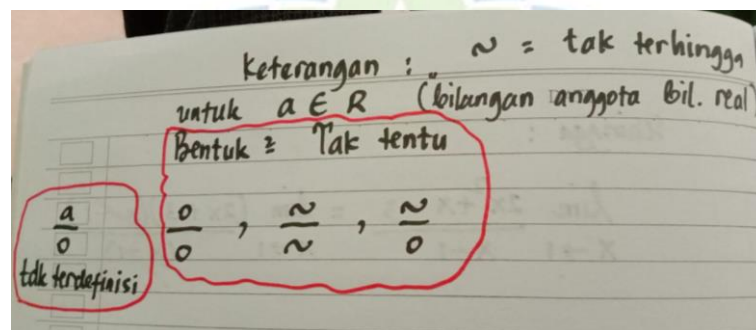 Keterangan : ~ = tak terhingga
untuk a ∈ R (bilangan anggota bil. real)
Bentuk² Tak tentu
a/0 0/0 , ~/~ , ~/0
tdk terdefinisi